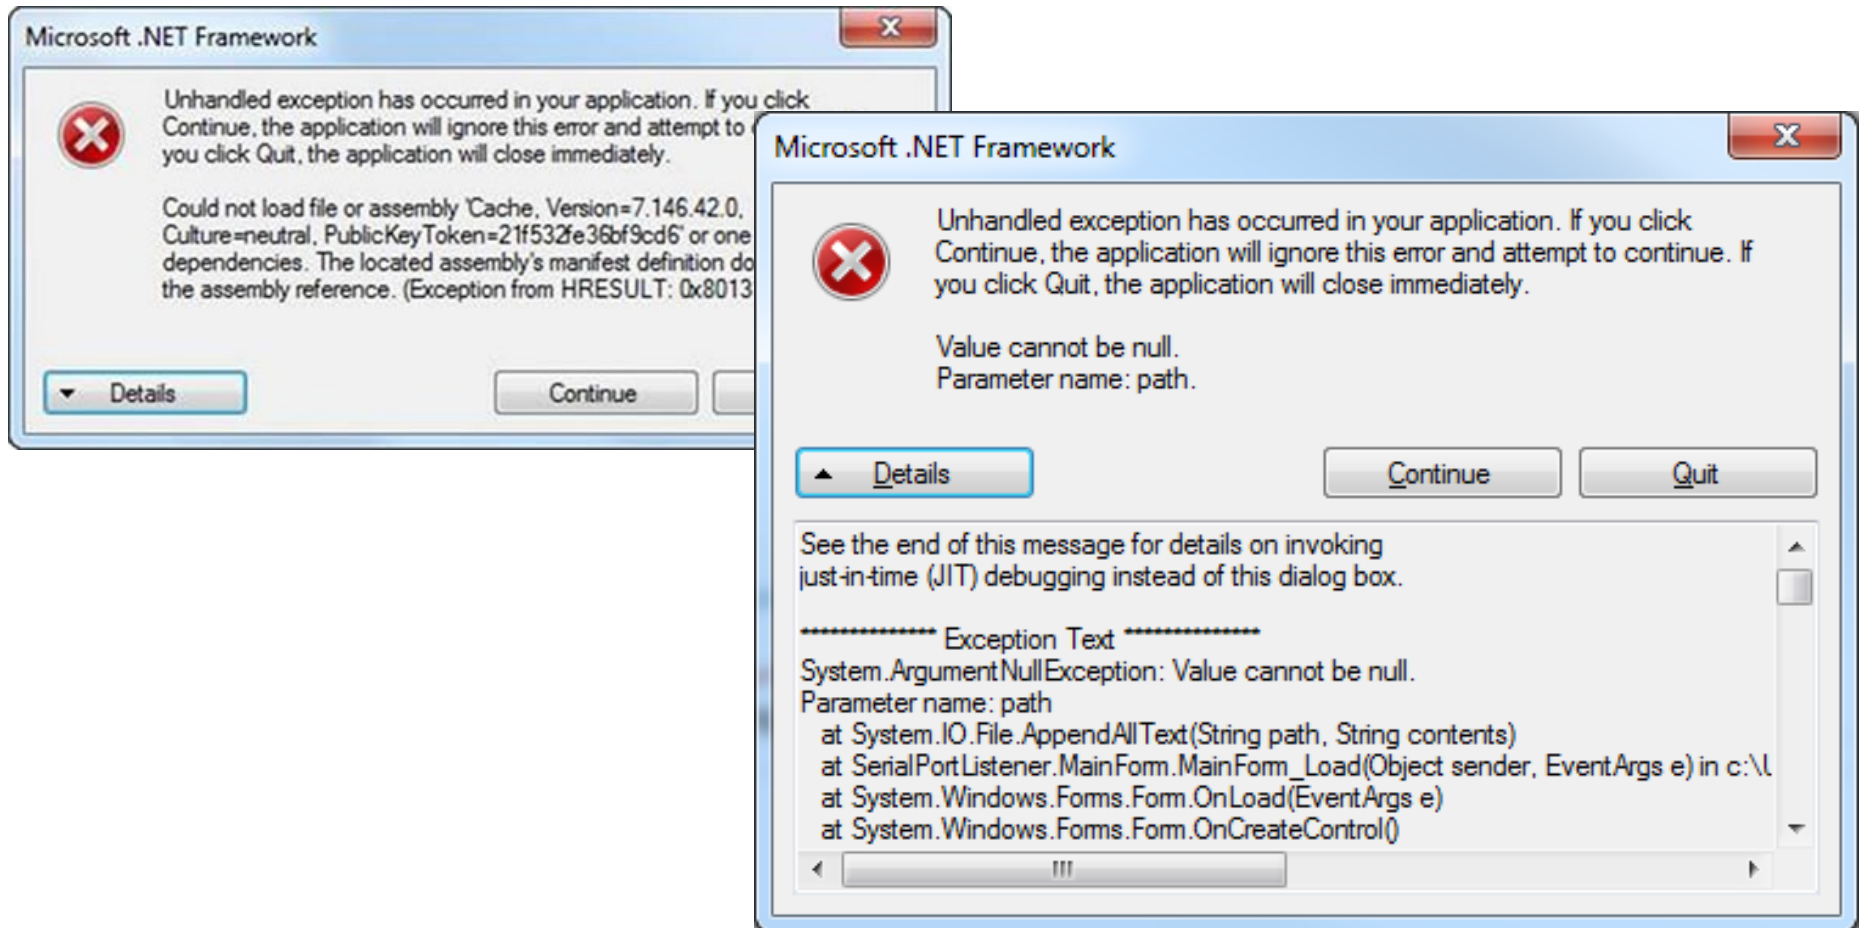 Microsoft .NET Framework
Unhandled exception has occurred in your application. If you click
Continue, the application will ignore this error and attempt to
you click Quit, the application will close immediately.
Could not load file or assembly 'Cache, Version=7.146.42.0,
Culture=neutral, PublicKeyToken=21f532fe36bf9cd6' or one
dependencies. The located assembly's manifest definition do
the assembly reference. (Exception from HRESULT: 0x8013
Details
Continue
Microsoft .NET Framework
Unhandled exception has occurred in your application. If you click
Continue, the application will ignore this error and attempt to continue. If
you click Quit, the application will close immediately.
Value cannot be null.
Parameter name: path.
Details
Continue
Quit
See the end of this message for details on invoking
just-in-time (JIT) debugging instead of this dialog box.
************** Exception Text **************
System.ArgumentNullException: Value cannot be null.
Parameter name: path
at System.IO.File.AppendAllText(String path, String contents)
at SerialPortListener.MainForm.MainForm_Load(Object sender, EventArgs e) in c:\
at System.Windows.Forms.Form.OnLoad(EventArgs e)
at System.Windows.Forms.Form.OnCreateControl()